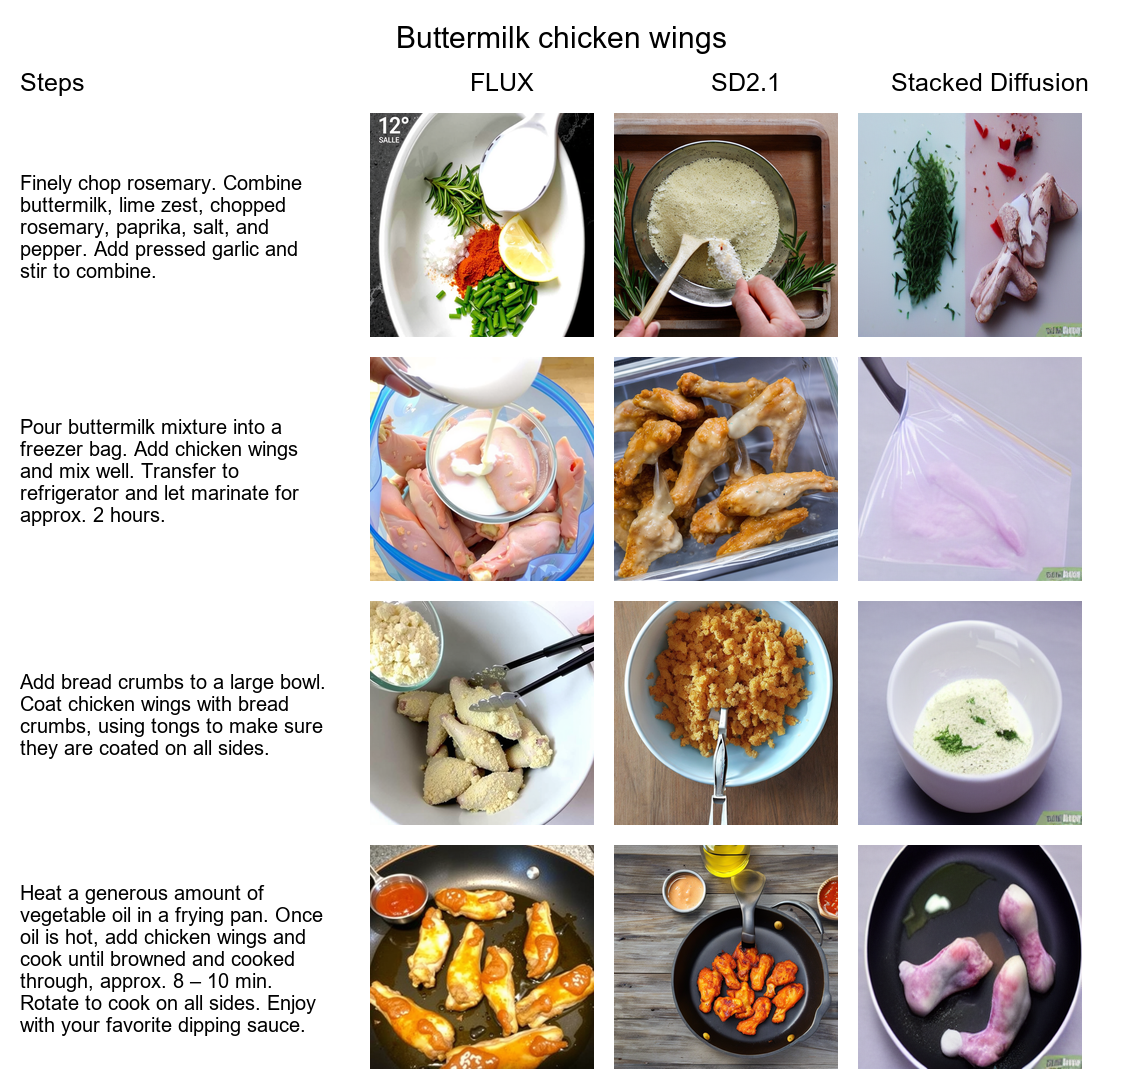 Buttermilk chicken wings
Steps
FLUX
SD2.1
Stacked Diffusion
Finely chop rosemary. Combine
buttermilk, lime zest, chopped
rosemary, paprika, salt, and
pepper. Add pressed garlic and
stir to combine.
12°
SALLE
Pour buttermilk mixture into a
freezer bag. Add chicken wings
and mix well. Transfer to
refrigerator and let marinate for
approx. 2 hours.
Add bread crumbs to a large bowl.
Coat chicken wings with bread
crumbs, using tongs to make sure
they are coated on all sides.
Heat a generous amount of
vegetable oil in a frying pan. Once
oil is hot, add chicken wings and
cook until browned and cooked
through, approx. 8 – 10 min.
Rotate to cook on all sides. Enjoy
with your favorite dipping sauce.